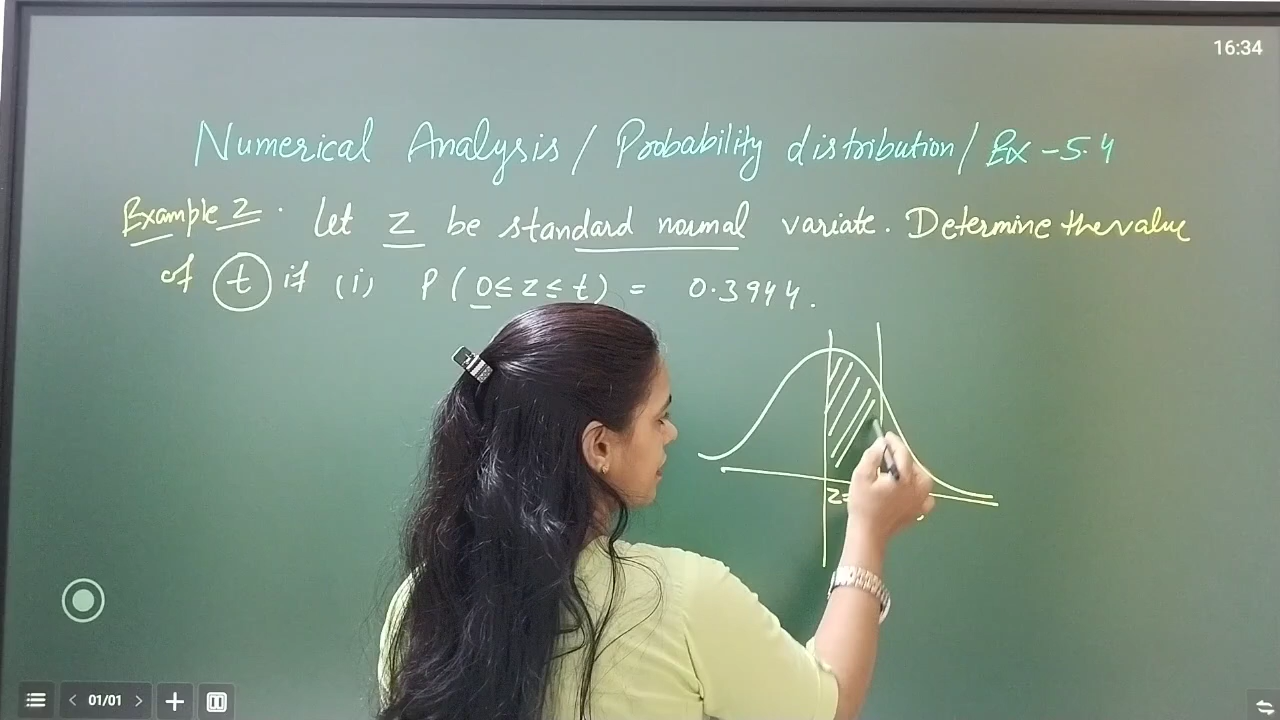 16:34
Numerical Analysis / Probability distribution / Ex - 5.4
Example 2. Let Z be standard normal variate. Determine the value
of t if (i) P ( 0 ≤ z ≤ t ) = 0.3944.
z=
01/01